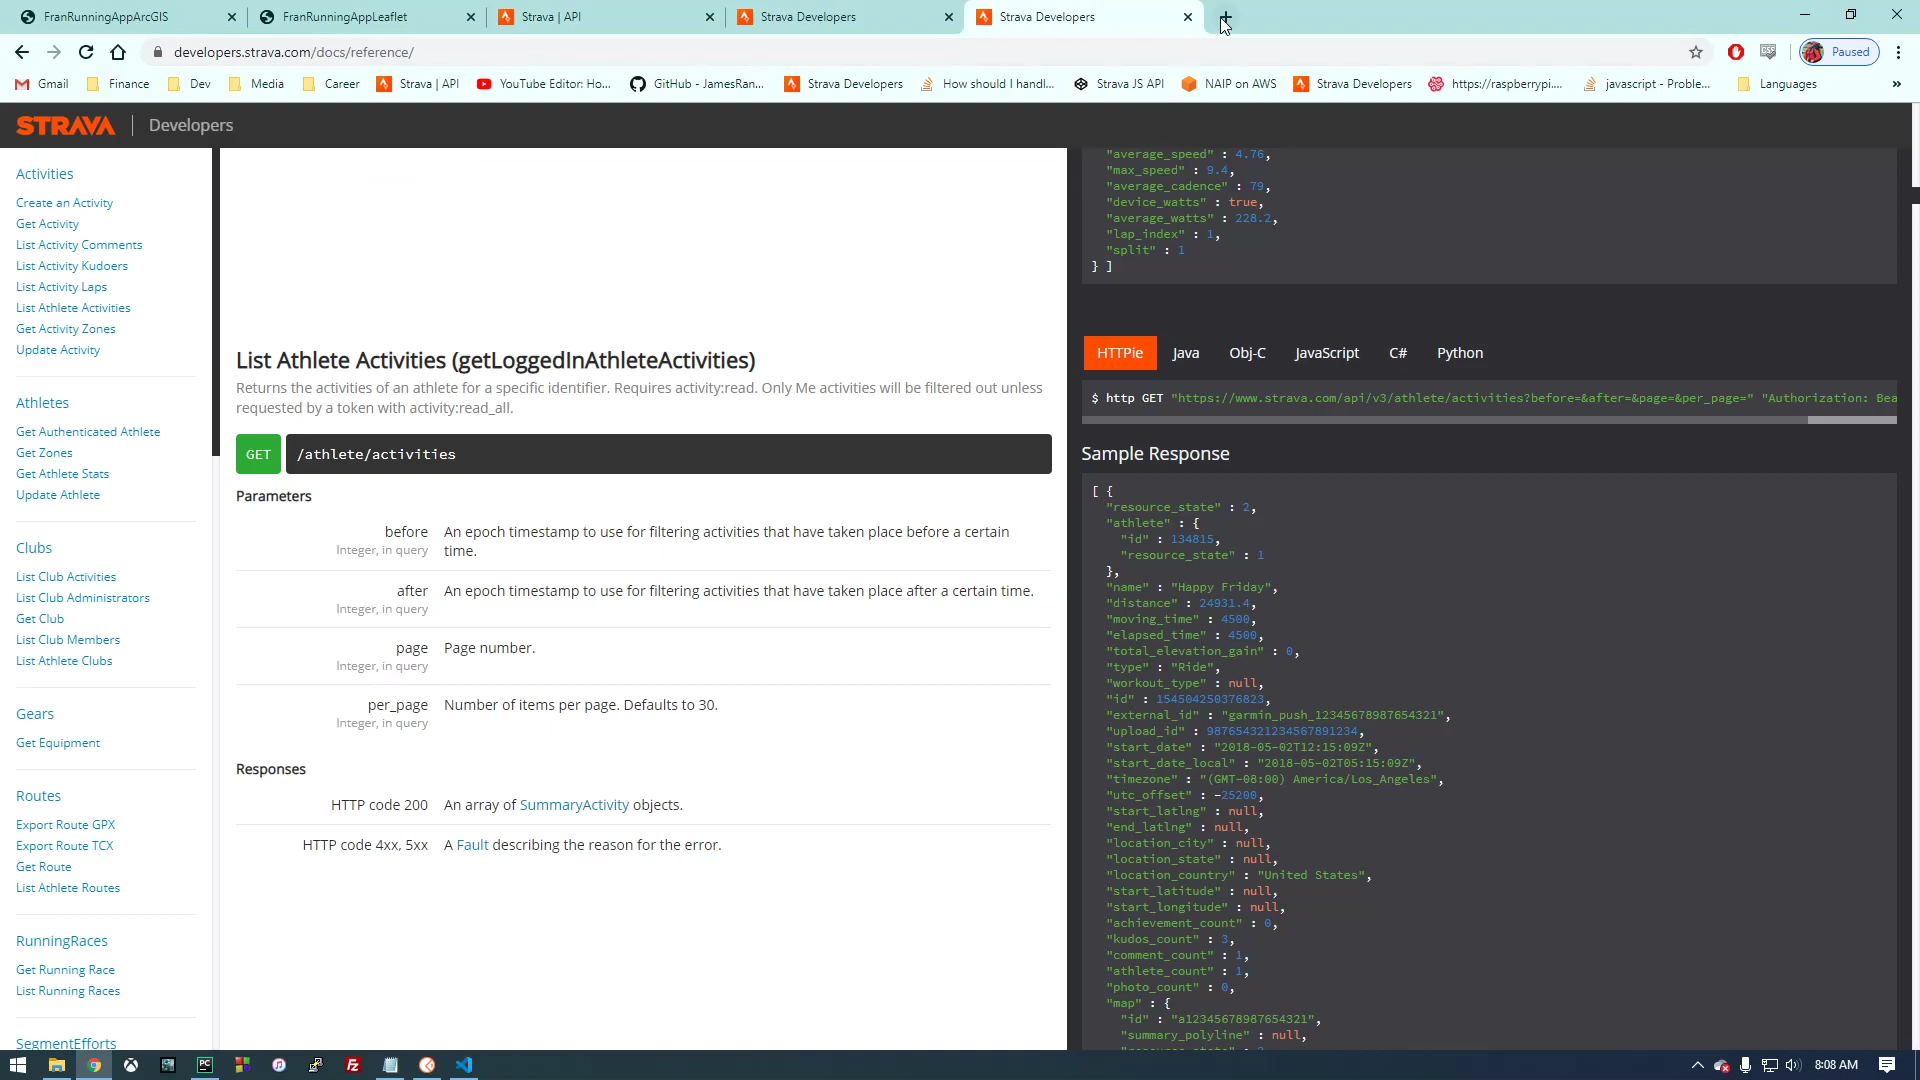 FranRunningAppArcGIS
FranRunningAppLeaflet
Strava | API
Strava Developers
Strava Developers
developers.strava.com/docs/reference/
Paused
Gmail
Finance
Dev
Media
Career
Strava | API
YouTube Editor: Ho...
GitHub - JamesRan...
Strava Developers
How should I handl...
Strava JS API
NAIP on AWS
Strava Developers
https://raspberrypi....
javascript - Proble...
Languages
»
STRAVA
Developers
Activities
Create an Activity
Get Activity
List Activity Comments
List Activity Kudoers
List Activity Laps
List Athlete Activities
Get Activity Zones
Update Activity
Athletes
Get Authenticated Athlete
Get Zones
Get Athlete Stats
Update Athlete
Clubs
List Club Activities
List Club Administrators
Get Club
List Club Members
List Athlete Clubs
Gears
Get Equipment
Routes
Export Route GPX
Export Route TCX
Get Route
List Athlete Routes
RunningRaces
Get Running Race
List Running Races
SegmentEfforts
List Athlete Activities (getLoggedInAthleteActivities)
Returns the activities of an athlete for a specific identifier. Requires activity:read. Only Me activities will be filtered out unless
requested by a token with activity:read_all.
GET /athlete/activities
Parameters
before An epoch timestamp to use for filtering activities that have taken place before a certain
Integer, in query time.
after An epoch timestamp to use for filtering activities that have taken place after a certain time.
Integer, in query
page Page number.
Integer, in query
per_page Number of items per page. Defaults to 30.
Integer, in query
Responses
HTTP code 200 An array of SummaryActivity objects.
HTTP code 4xx, 5xx A Fault describing the reason for the error.
"average_speed" : 4.76,
"max_speed" : 9.4,
"average_cadence" : 79,
"device_watts" : true,
"average_watts" : 228.2,
"lap_index" : 1,
"split" : 1
} ]
HTTPie Java Obj-C JavaScript C# Python
$ http GET "https://www.strava.com/api/v3/athlete/activities?before=&after=&page=&per_page=" "Authorization: Bea
Sample Response
[ {
"resource_state" : 2,
"athlete" : {
"id" : 134815,
"resource_state" : 1
},
"name" : "Happy Friday",
"distance" : 24931.4,
"moving_time" : 4500,
"elapsed_time" : 4500,
"total_elevation_gain" : 0,
"type" : "Ride",
"workout_type" : null,
"id" : 154504250376823,
"external_id" : "garmin_push_12345678987654321",
"upload_id" : 987654321234567891234,
"start_date" : "2018-05-02T12:15:09Z",
"start_date_local" : "2018-05-02T05:15:09Z",
"timezone" : "(GMT-08:00) America/Los_Angeles",
"utc_offset" : -25200,
"start_latlng" : null,
"end_latlng" : null,
"location_city" : null,
"location_state" : null,
"location_country" : "United States",
"start_latitude" : null,
"start_longitude" : null,
"achievement_count" : 0,
"kudos_count" : 3,
"comment_count" : 1,
"athlete_count" : 1,
"photo_count" : 0,
"map" : {
"id" : "a12345678987654321",
"summary_polyline" : null,
8:08 AM